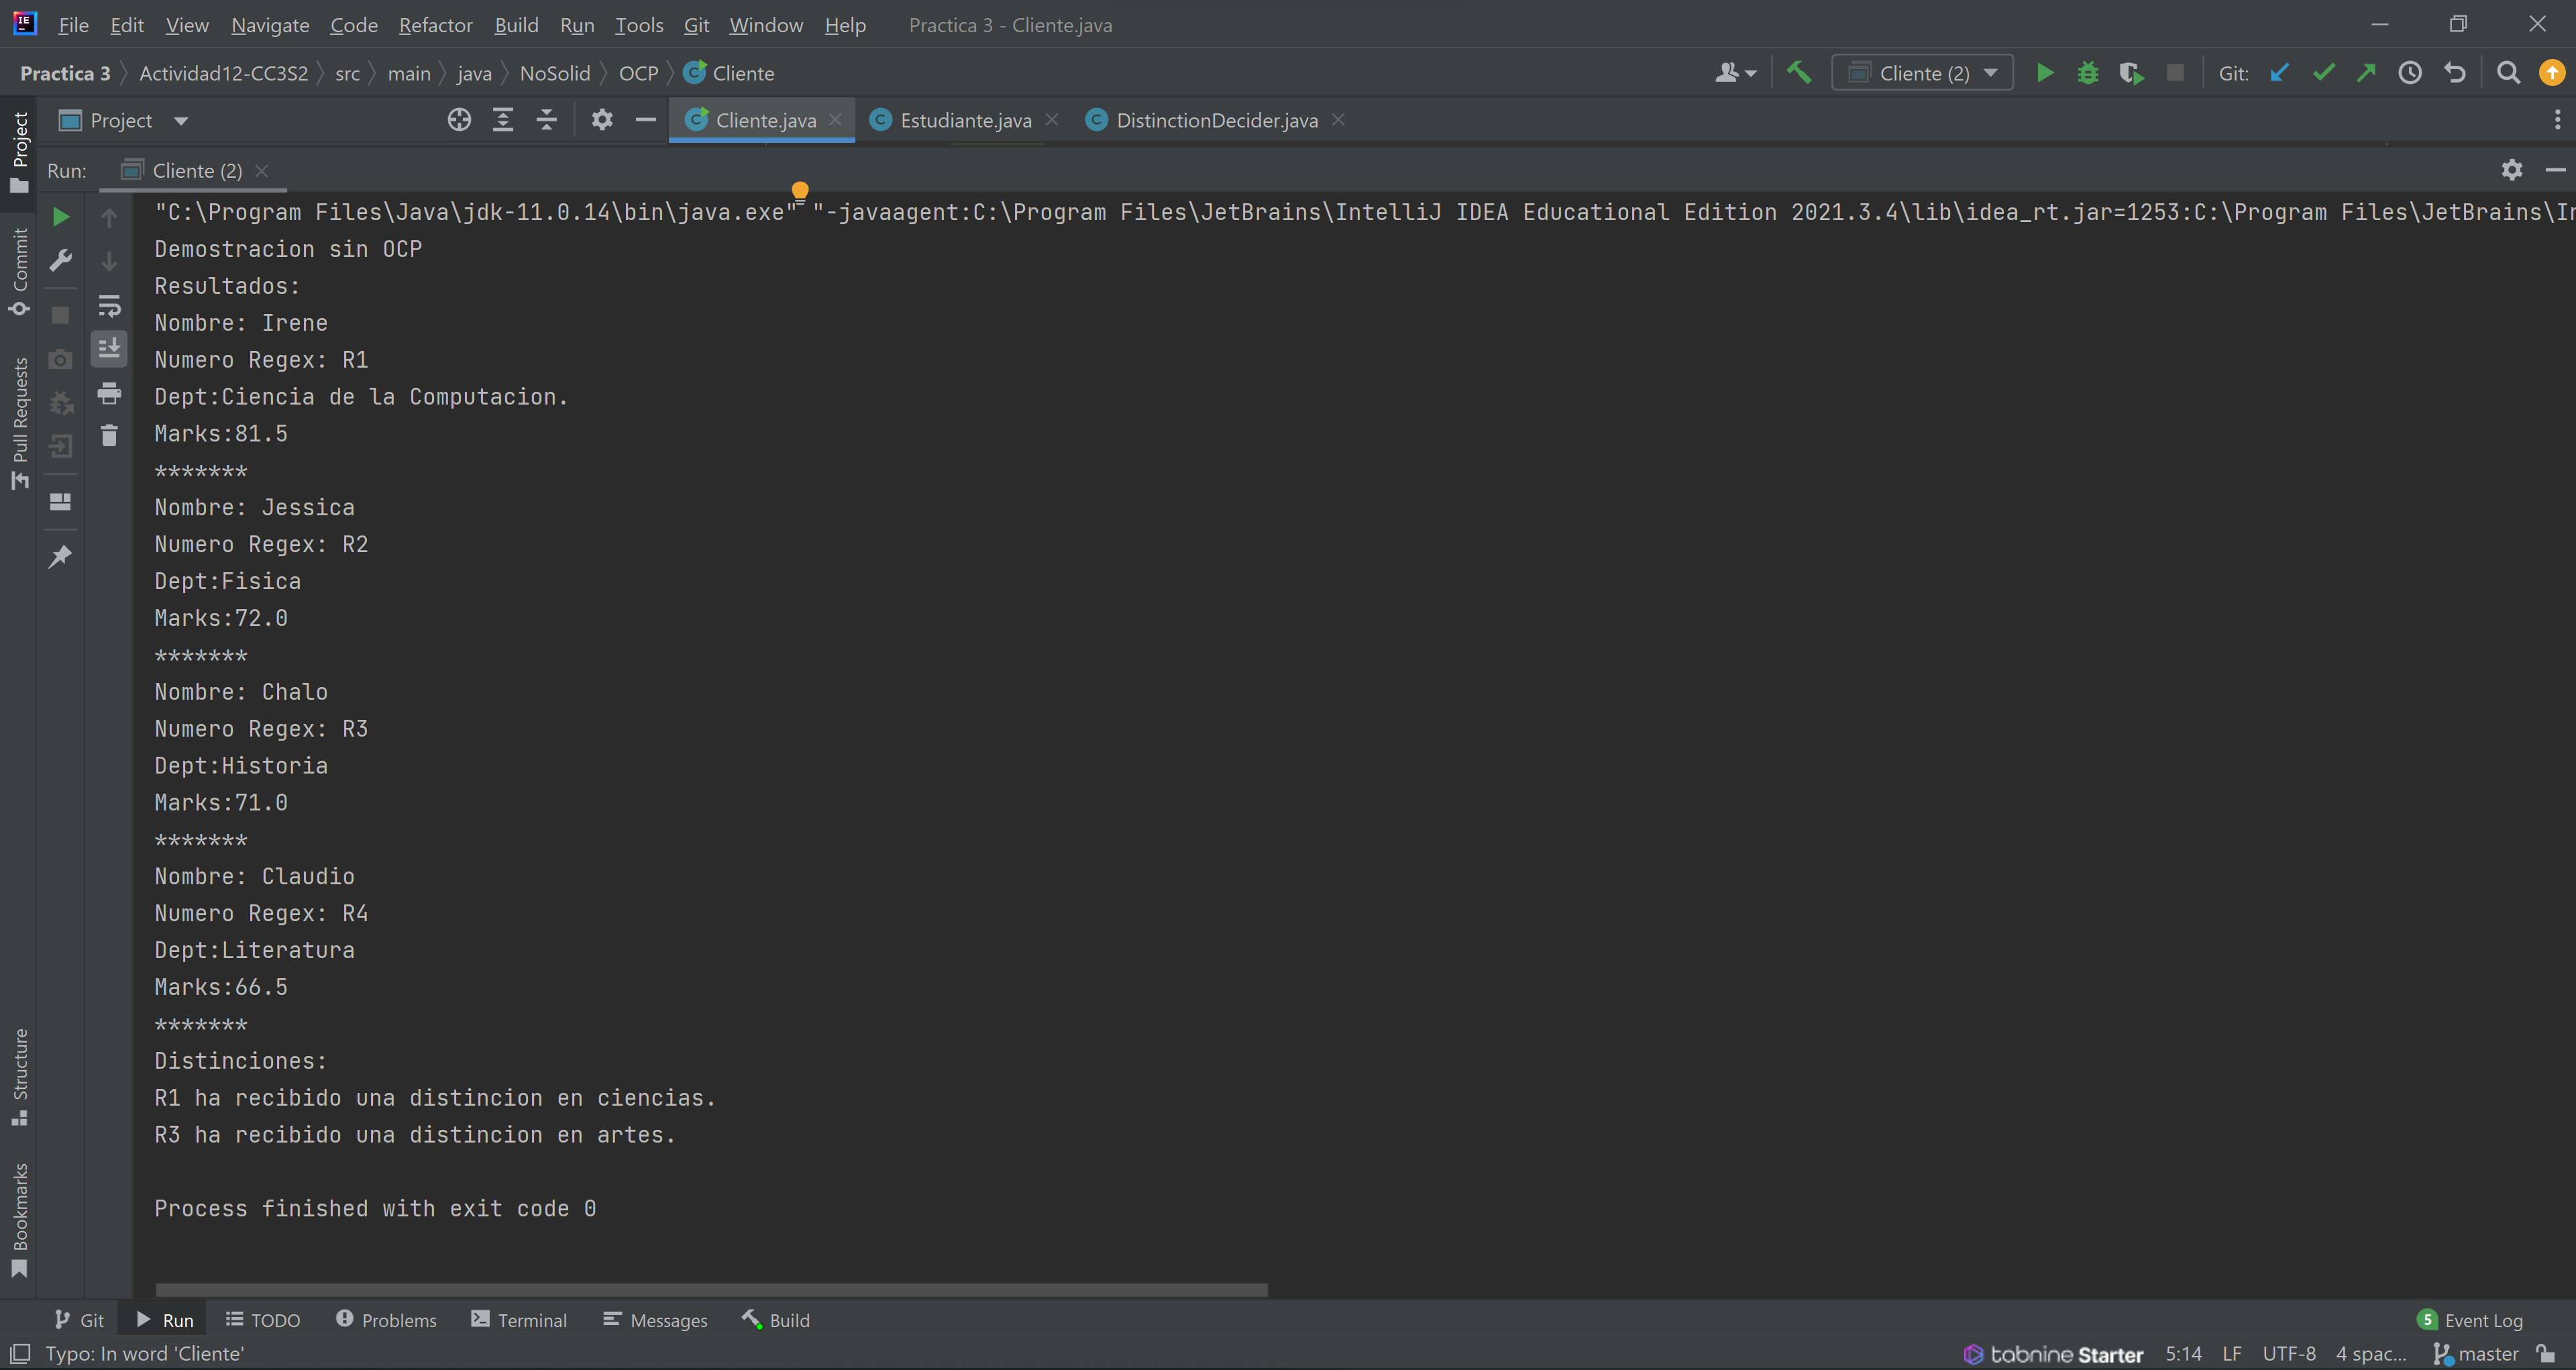 File Edit View Navigate Code Refactor Build Run Tools Git Window Help Practica 3 - Cliente.java
Practica 3 Actividad12-CC3S2 src main java NoSolid OCP Cliente Cliente (2) Git:
Project Cliente.java Estudiante.java DistinctionDecider.java
Run: Cliente (2)
"C:\Program Files\Java\jdk-11.0.14\bin\java.exe" "-javaagent:C:\Program Files\JetBrains\IntelliJ IDEA Educational Edition 2021.3.4\lib\idea_rt.jar=1253:C:\Program Files\JetBrains\In
Demostracion sin OCP
Resultados:
Nombre: Irene
Numero Regex: R1
Dept:Ciencia de la Computacion.
Marks:81.5
*******
Nombre: Jessica
Numero Regex: R2
Dept:Fisica
Marks:72.0
*******
Nombre: Chalo
Numero Regex: R3
Dept:Historia
Marks:71.0
*******
Nombre: Claudio
Numero Regex: R4
Dept:Literatura
Marks:66.5
*******
Distinciones:
R1 ha recibido una distincion en ciencias.
R3 ha recibido una distincion en artes.
Process finished with exit code 0
Project
Commit
Pull Requests
Structure
Bookmarks
Git Run TODO Problems Terminal Messages Build 5 Event Log
Typo: In word 'Cliente' tabnine Starter 5:14 LF UTF-8 4 spac... master